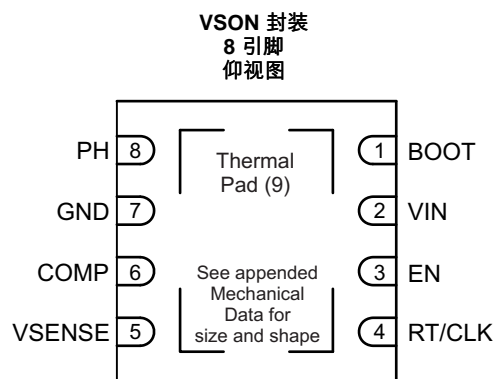 VSON 封装
8 引脚
仰视图
PH 8
GND 7
COMP 6
VSENSE 5
Thermal
Pad (9)
See appended
Mechanical
Data for
size and shape
1 BOOT
2 VIN
3 EN
4 RT/CLK